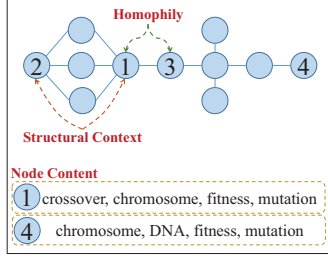 Homophily
2 1 3 4
Structural Context
Node Content
1 crossover, chromosome, fitness, mutation
4 chromosome, DNA, fitness, mutation